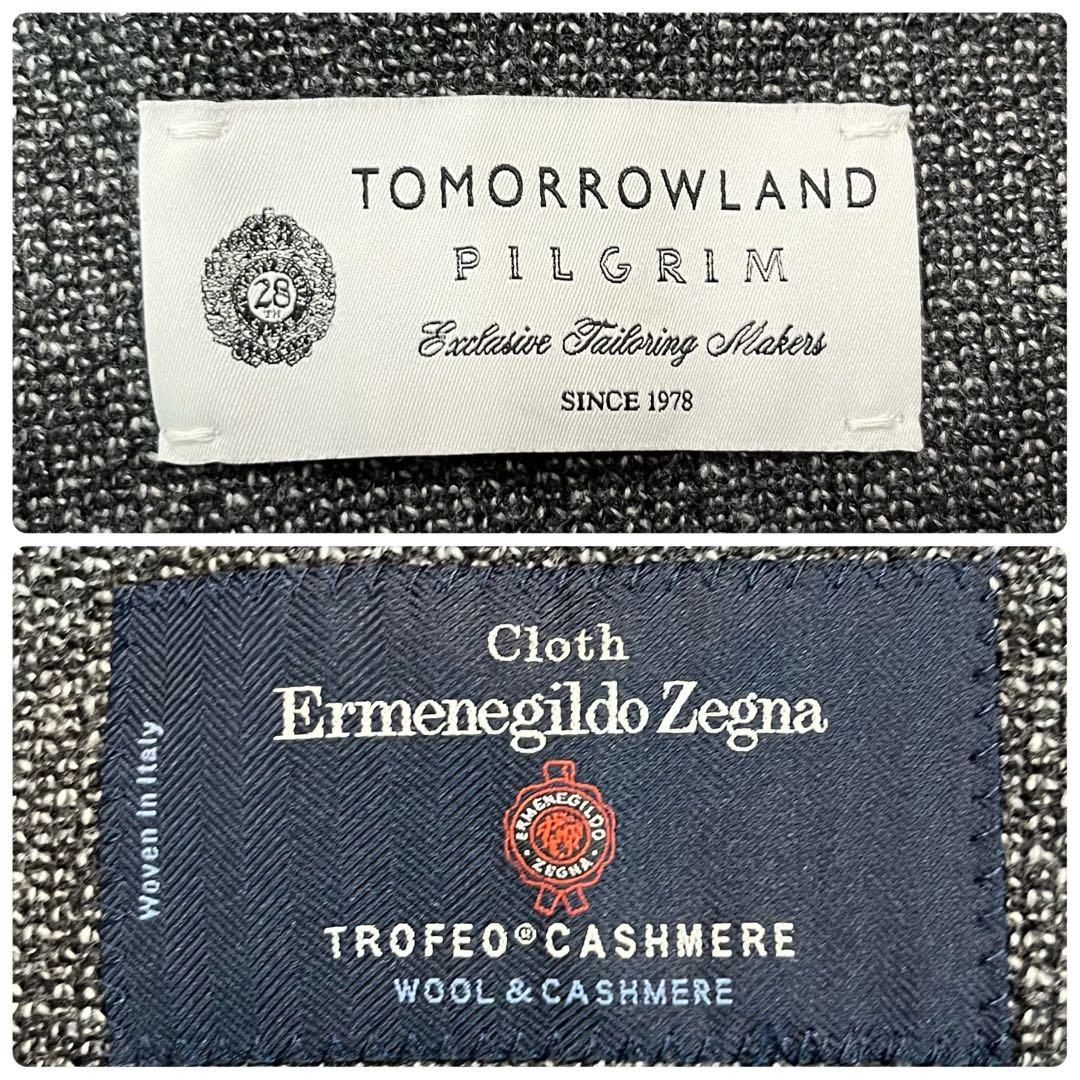 TOMORROWLAND
PILGRIM
28
TH
Exclusive Tailoring Makers
SINCE 1978
Cloth
Ermenegildo Zegna
Woven in Italy
ERMENEGILDO
ZEGNA
TROFEO® CASHMERE
WOOL & CASHMERE